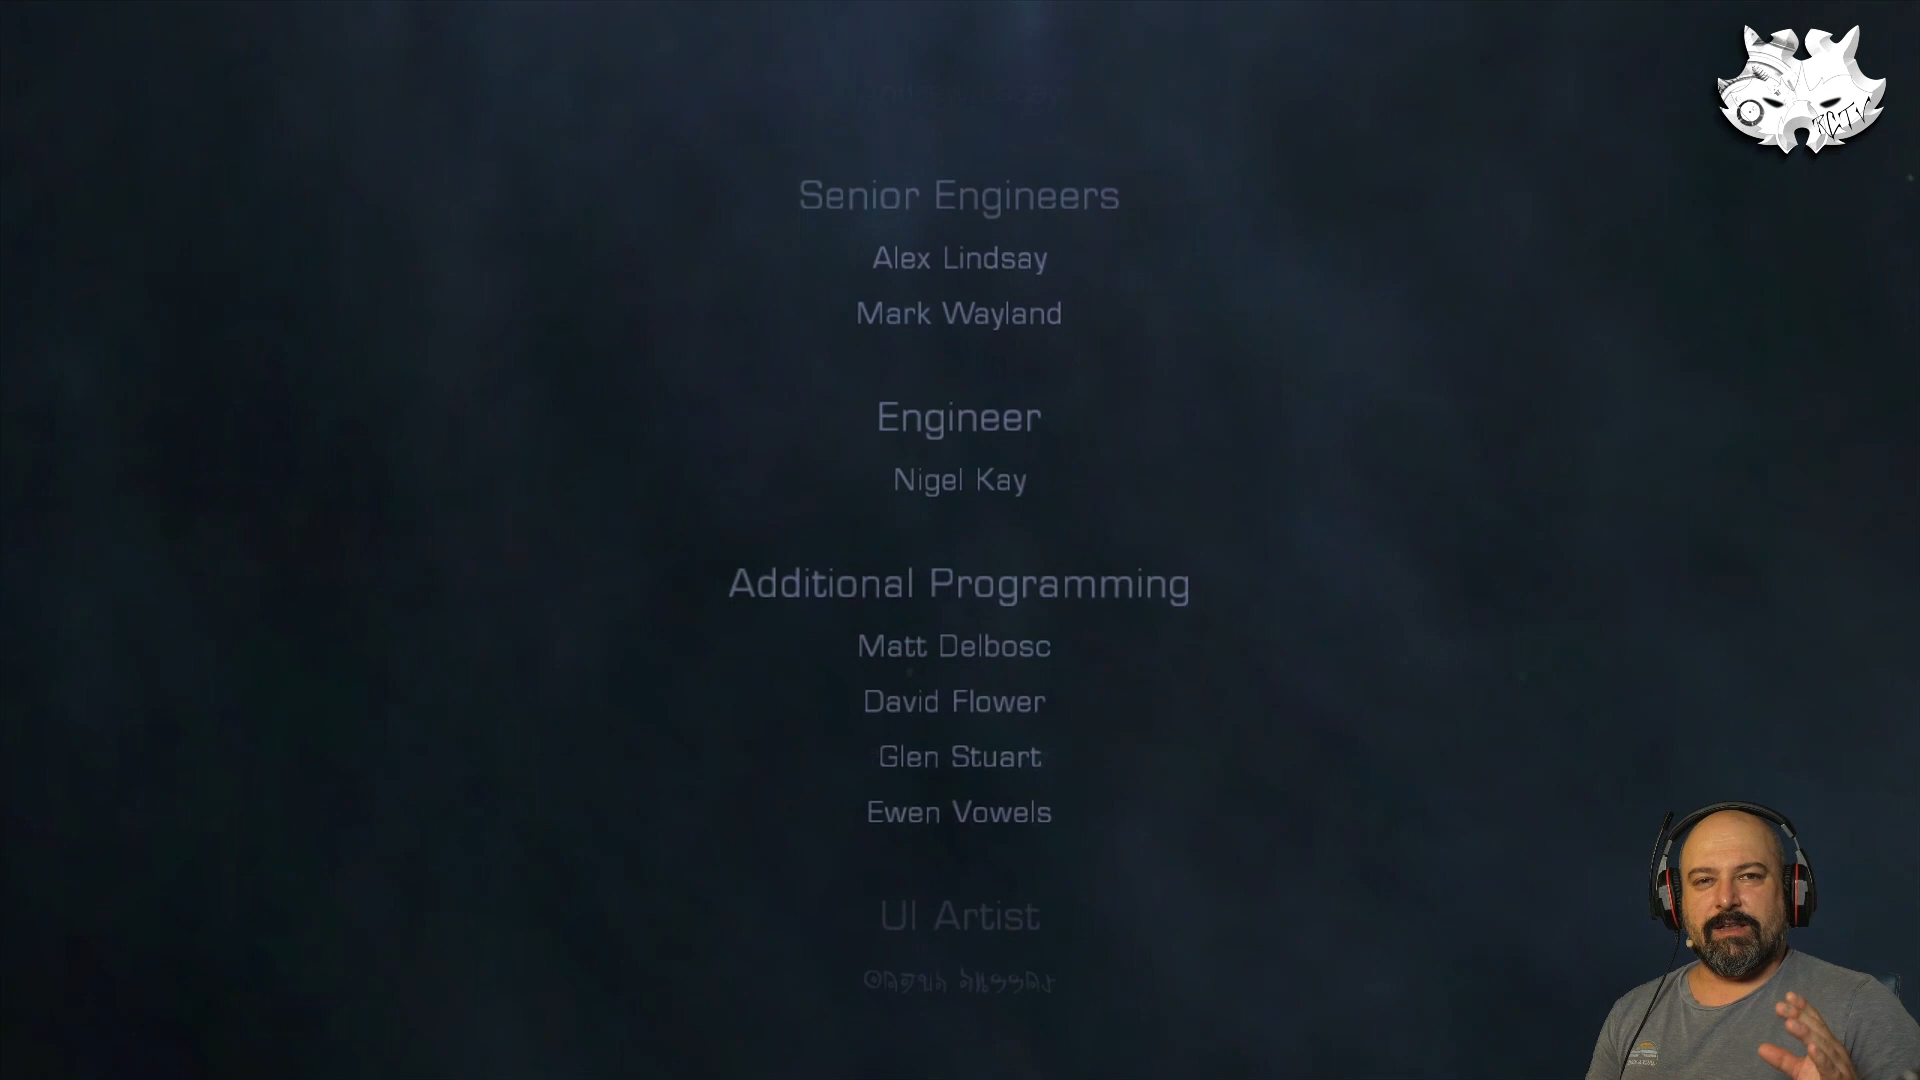 RCTV
Senior Engineers
Alex Lindsay
Mark Wayland
Engineer
Nigel Kay
Additional Programming
Matt Delbosc
David Flower
Glen Stuart
Ewen Vowels
UI Artist